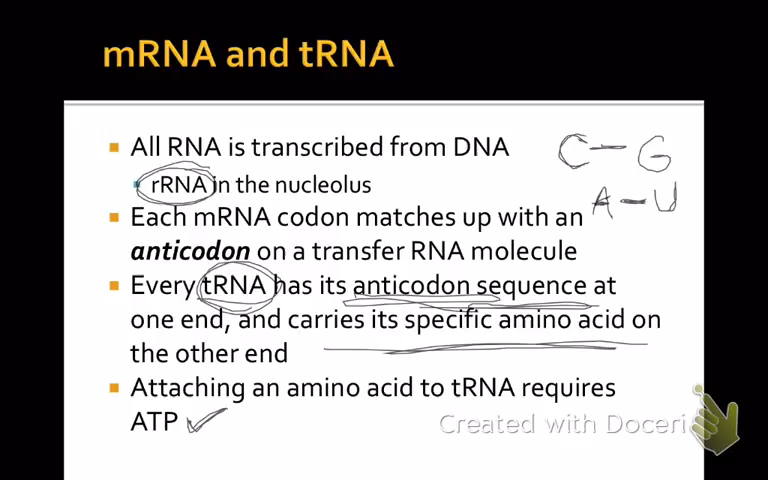 mRNA and tRNA
All RNA is transcribed from DNA
C – G
rRNA in the nucleolus
A – U
Each mRNA codon matches up with an
anticodon on a transfer RNA molecule
Every tRNA has its anticodon sequence at
one end, and carries its specific amino acid on
the other end
Attaching an amino acid to tRNA requires
ATP ✓
Created with Doceri